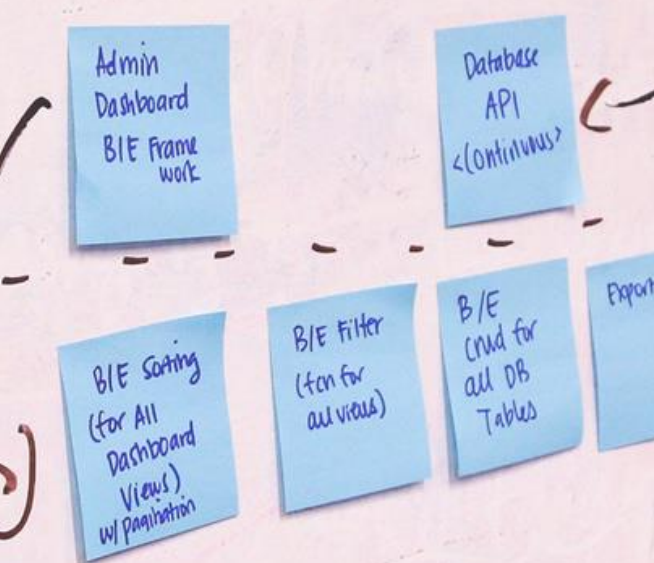 Admin
Dashboard
B/E Frame
work
Database
API
<Continuous>
B/E Sorting
(for All
Dashboard
Views)
w/ pagination
B/E Filter
(fcn for
all views)
B/E
Crud for
all DB
Tables
Export